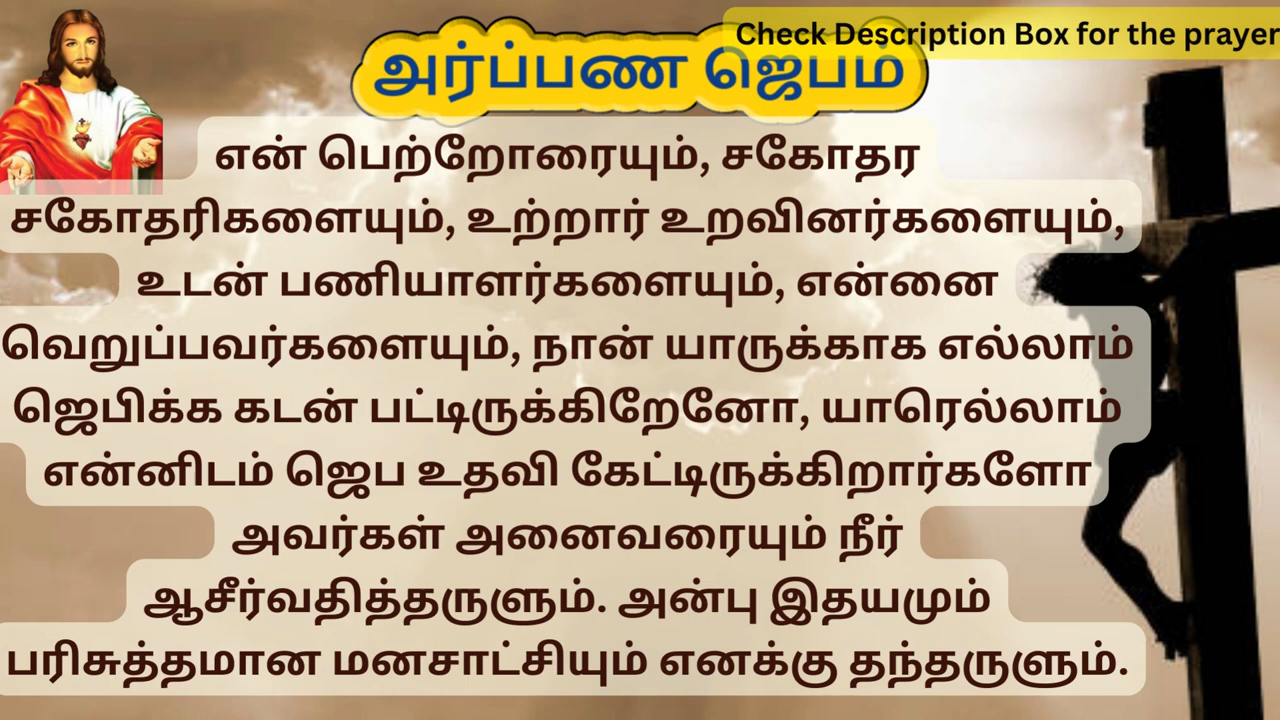 Check Description Box for the prayer
அர்ப்பண ஜெபம்
என் பெற்றோரையும், சகோதர
சகோதரிகளையும், உற்றார் உறவினர்களையும்,
உடன் பணியாளர்களையும், என்னை
வெறுப்பவர்களையும், நான் யாருக்காக எல்லாம்
ஜெபிக்க கடன் பட்டிருக்கிறேனோ, யாரெல்லாம்
என்னிடம் ஜெப உதவி கேட்டிருக்கிறார்களோ
அவர்கள் அனைவரையும் நீர்
ஆசீர்வதித்தருளும். அன்பு இதயமும்
பரிசுத்தமான மனசாட்சியும் எனக்கு தந்தருளும்.